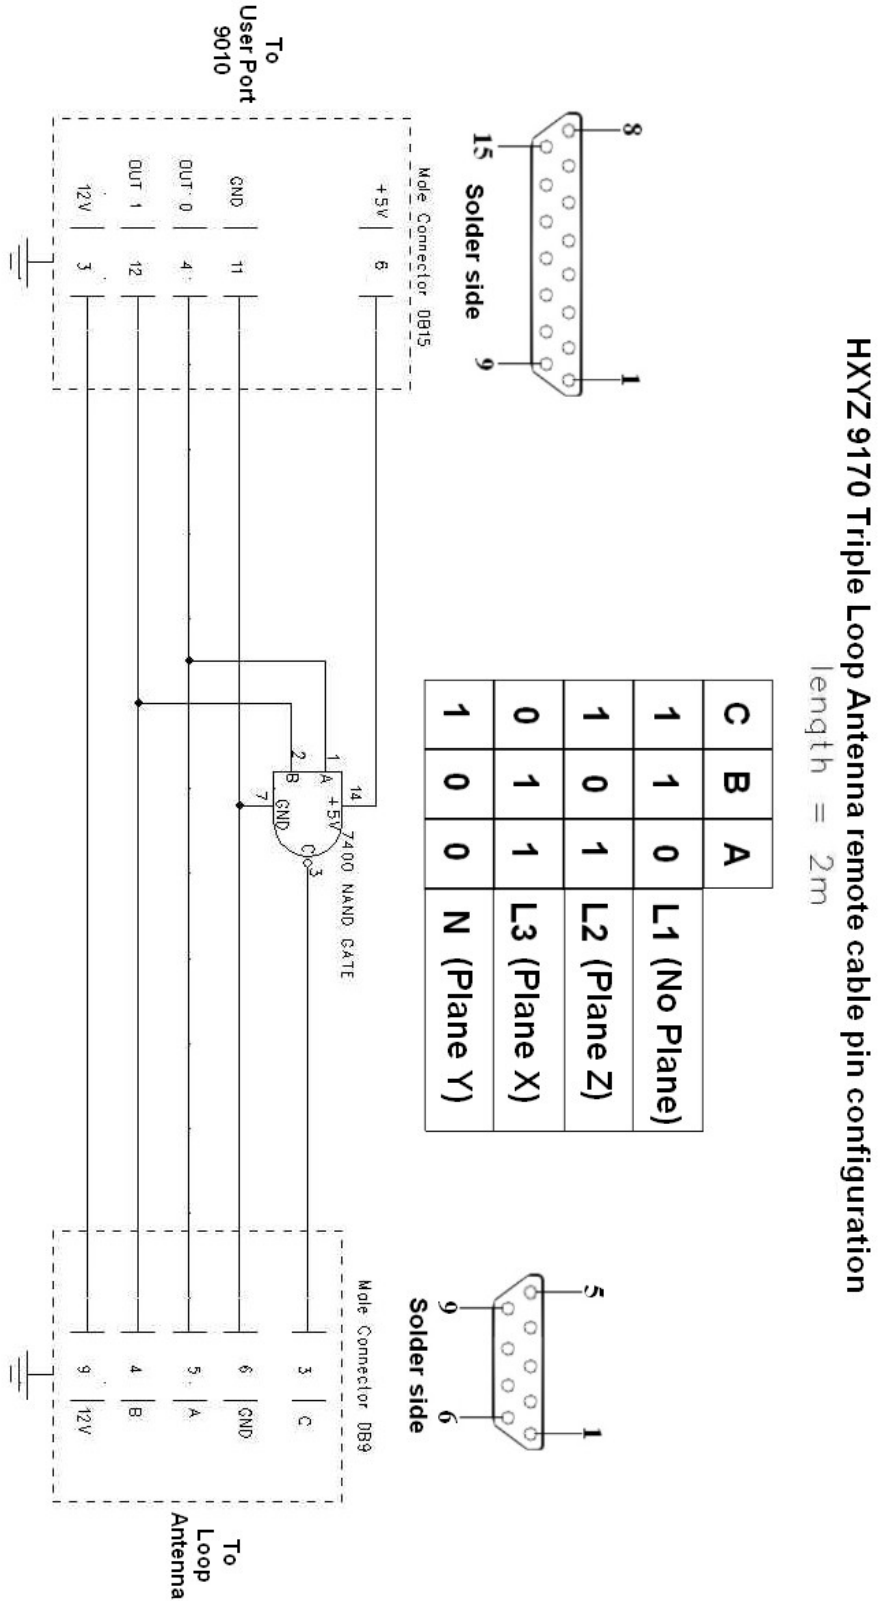 HXYZ 9170 Triple Loop Antenna remote cable pin configuration
length = 2m
8
1
15
9
Solder side
C B A
1 1 0 L1 (No Plane)
1 0 1 L2 (Plane Z)
0 1 1 L3 (Plane X)
1 0 0 N (Plane Y)
5
1
9
6
Solder side
To
User Port
9010
Male Connector DB15
+5V 6
GND 11
OUT 0 4
OUT 1 12
12V 3
7400 NAND GATE
14
+5V
1
A
2
B
7
GND
C
3
Male Connector DB9
3 C
6 GND
5 A
4 B
9 12V
To
Loop
Antenna